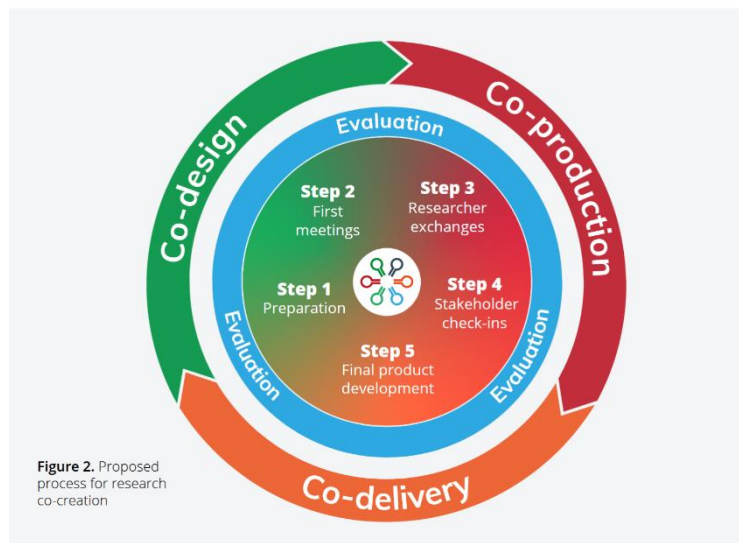 Co-design
Co-production
Co-delivery
Evaluation
Evaluation
Evaluation
Step 1
Preparation
Step 2
First
meetings
Step 3
Researcher
exchanges
Step 4
Stakeholder
check-ins
Step 5
Final product
development
Figure 2. Proposed
process for research
co-creation